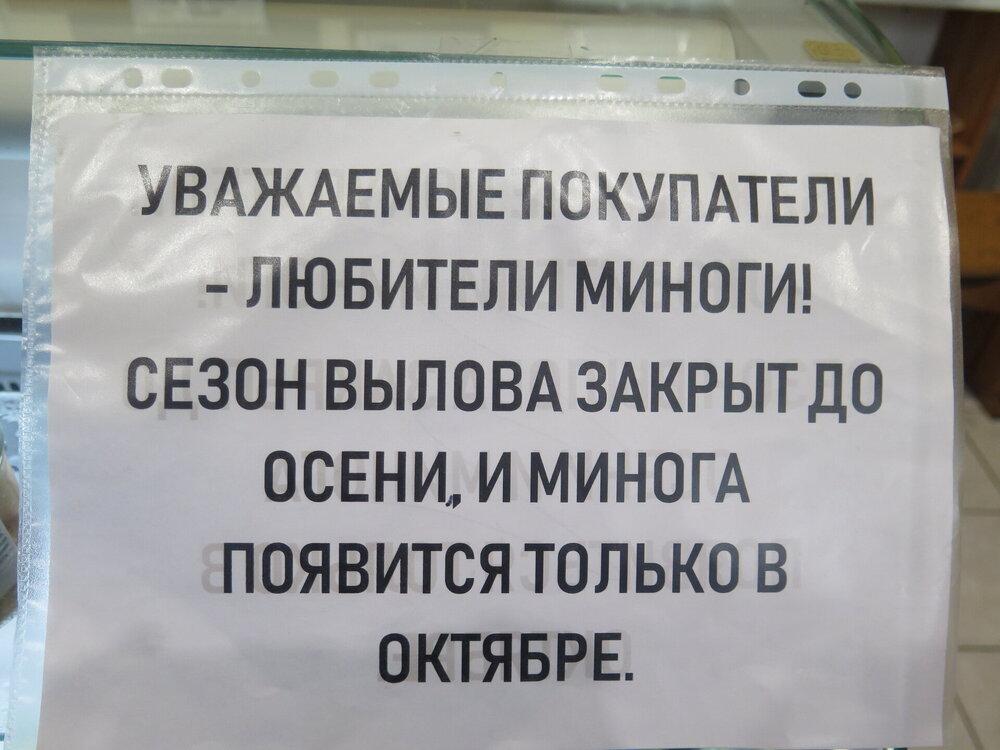 УВАЖАЕМЫЕ ПОКУПАТЕЛИ
- ЛЮБИТЕЛИ МИНОГИ!
СЕЗОН ВЫЛОВА ЗАКРЫТ ДО
ОСЕНИ, И МИНОГА
ПОЯВИТСЯ ТОЛЬКО В
ОКТЯБРЕ.